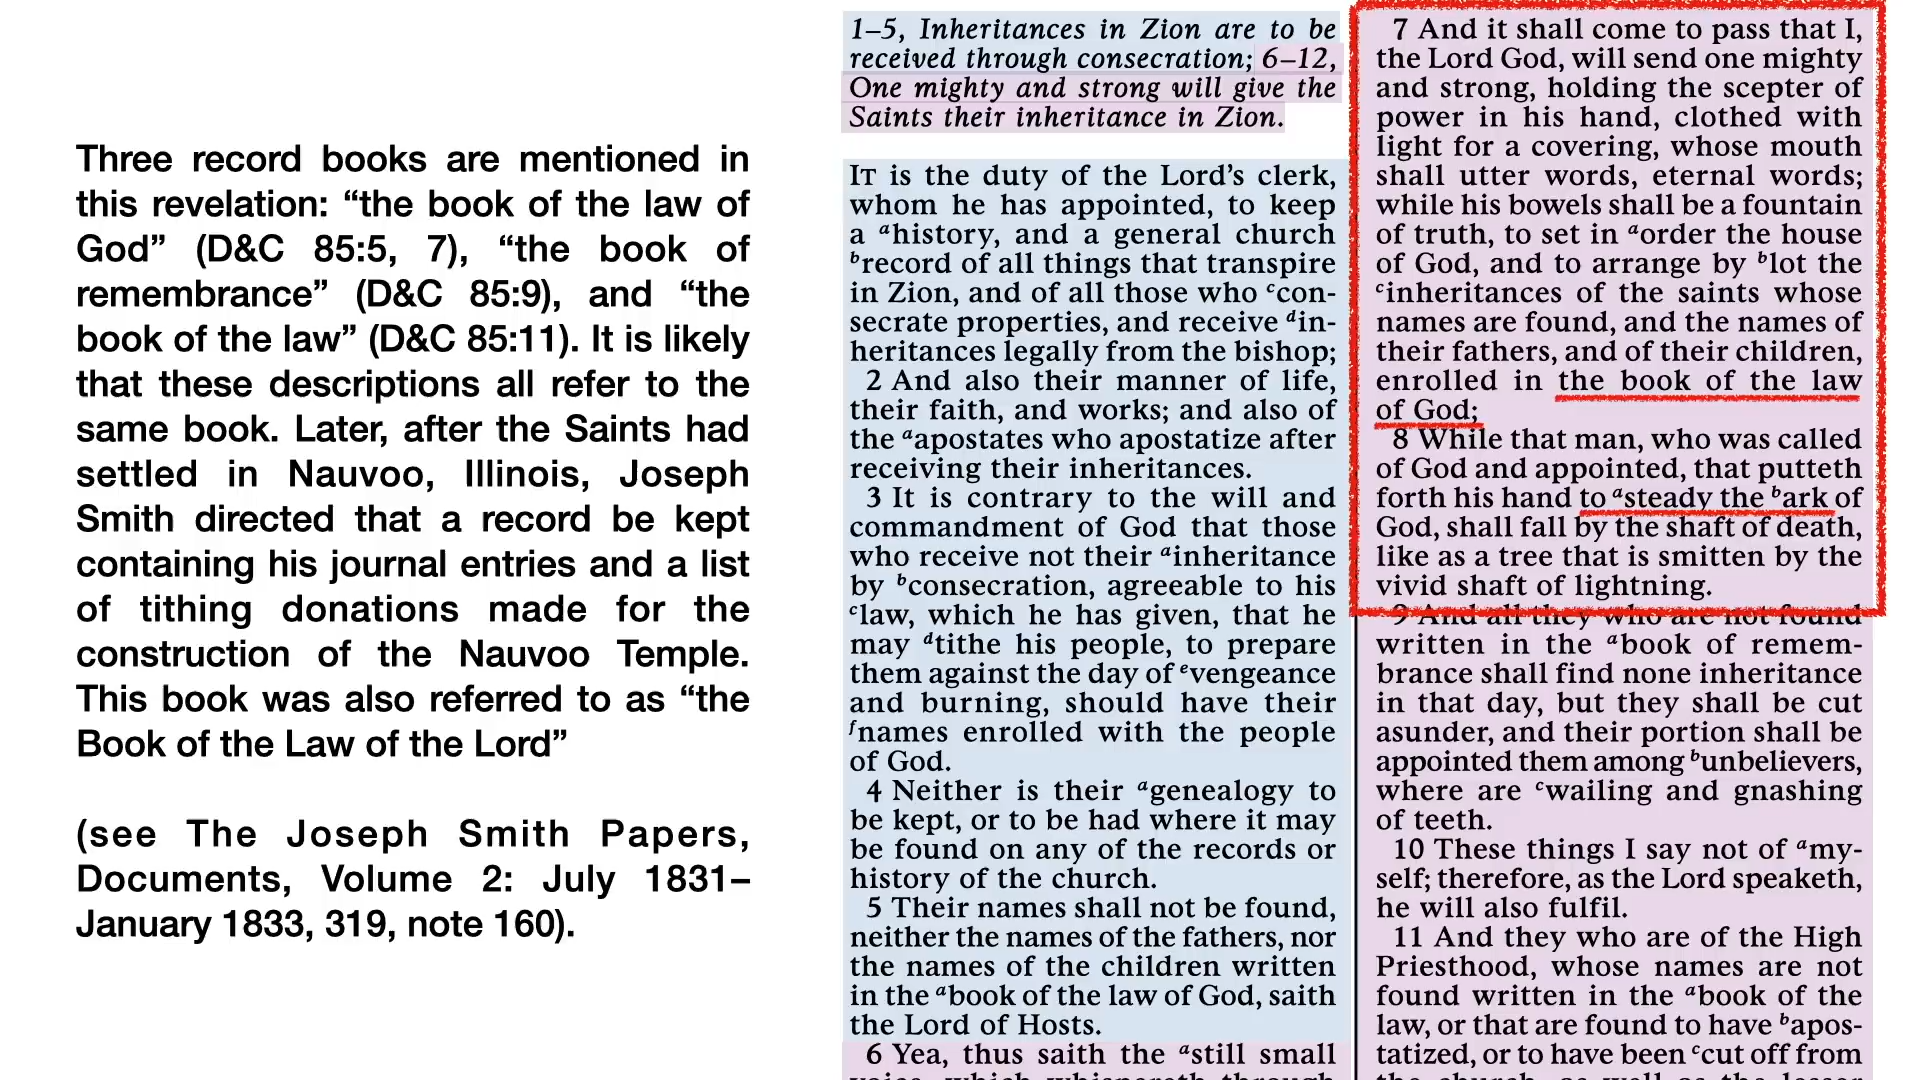 Three record books are mentioned in
this revelation: “the book of the law of
God” (D&C 85:5, 7), “the book of
remembrance” (D&C 85:9), and “the
book of the law” (D&C 85:11). It is likely
that these descriptions all refer to the
same book. Later, after the Saints had
settled in Nauvoo, Illinois, Joseph
Smith directed that a record be kept
containing his journal entries and a list
of tithing donations made for the
construction of the Nauvoo Temple.
This book was also referred to as “the
Book of the Law of the Lord”
(see The Joseph Smith Papers,
Documents, Volume 2: July 1831–
January 1833, 319, note 160).
1–5, Inheritances in Zion are to be
received through consecration; 6–12,
One mighty and strong will give the
Saints their inheritance in Zion.
IT is the duty of the Lord’s clerk,
whom he has appointed, to keep
a ᵃhistory, and a general church
ᵇrecord of all things that transpire
in Zion, and of all those who ᶜcon-
secrate properties, and receive ᵈin-
heritances legally from the bishop;
2 And also their manner of life,
their faith, and works; and also of
the ᵃapostates who apostatize after
receiving their inheritances.
3 It is contrary to the will and
commandment of God that those
who receive not their ᵃinheritance
by ᵇconsecration, agreeable to his
ᶜlaw, which he has given, that he
may ᵈtithe his people, to prepare
them against the day of ᵉvengeance
and burning, should have their
ᶠnames enrolled with the people
of God.
4 Neither is their ᵃgenealogy to
be kept, or to be had where it may
be found on any of the records or
history of the church.
5 Their names shall not be found,
neither the names of the fathers, nor
the names of the children written
in the ᵃbook of the law of God, saith
the Lord of Hosts.
6 Yea, thus saith the ᵃstill small
voice, which whispereth through
7 And it shall come to pass that I,
the Lord God, will send one mighty
and strong, holding the scepter of
power in his hand, clothed with
light for a covering, whose mouth
shall utter words, eternal words;
while his bowels shall be a fountain
of truth, to set in ᵃorder the house
of God, and to arrange by ᵇlot the
ᶜinheritances of the saints whose
names are found, and the names of
their fathers, and of their children,
enrolled in the book of the law
of God;
8 While that man, who was called
of God and appointed, that putteth
forth his hand to ᵃsteady the ᵇark of
God, shall fall by the shaft of death,
like as a tree that is smitten by the
vivid shaft of lightning.
9 And all they who are not found
written in the ᵃbook of remem-
brance shall find none inheritance
in that day, but they shall be cut
asunder, and their portion shall be
appointed them among ᵇunbelievers,
where are ᶜwailing and gnashing
of teeth.
10 These things I say not of ᵃmy-
self; therefore, as the Lord speaketh,
he will also fulfil.
11 And they who are of the High
Priesthood, whose names are not
found written in the ᵃbook of the
law, or that are found to have ᵇapos-
tatized, or to have been ᶜcut off from
the church, as well as the lesser